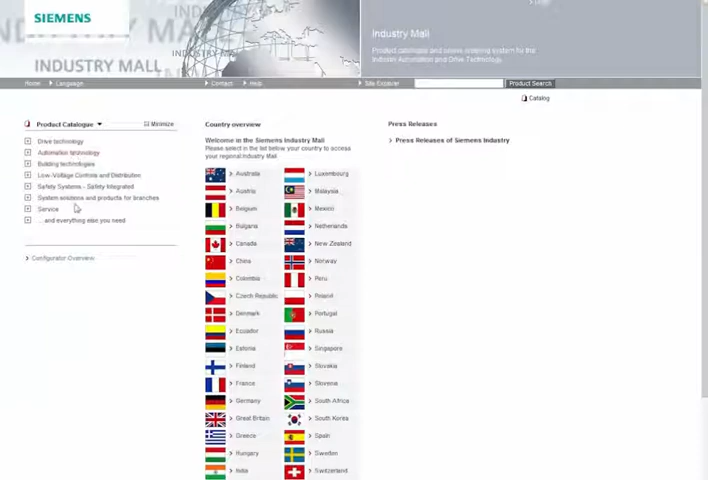 SIEMENS
INDUSTRY MALL
Industry Mall
Product catalogue and online ordering system for the
Industry Automation and Drive Technology.
Home
Language
Contact
Help
Site Explorer
Product Search
Catalog
Product Catalogue
Minimize
Drive technology
Automation technology
Building technologies
Low-Voltage Controls and Distribution
Safety Systems - Safety Integrated
System solutions and products for branches
Service
... and everything else you need
Configurator Overview
Country overview
Welcome in the Siemens Industry Mall
Please select in the list below your country to access
your regional Industry Mall
Australia
Luxembourg
Austria
Malaysia
Belgium
Mexico
Bulgaria
Netherlands
Canada
New Zealand
China
Norway
Colombia
Peru
Czech Republic
Poland
Denmark
Portugal
Ecuador
Russia
Estonia
Singapore
Finland
Slovakia
France
Slovenia
Germany
South Africa
Great Britain
South Korea
Greece
Spain
Hungary
Sweden
India
Switzerland
Press Releases
Press Releases of Siemens Industry